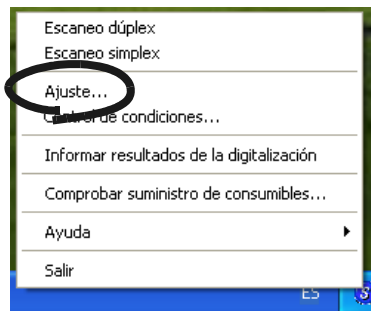 Escaneo dúplex
Escaneo simplex
Ajuste...
Control de condiciones...
Informar resultados de la digitalización
Comprobar suministro de consumibles...
Ayuda
Salir
ES
S